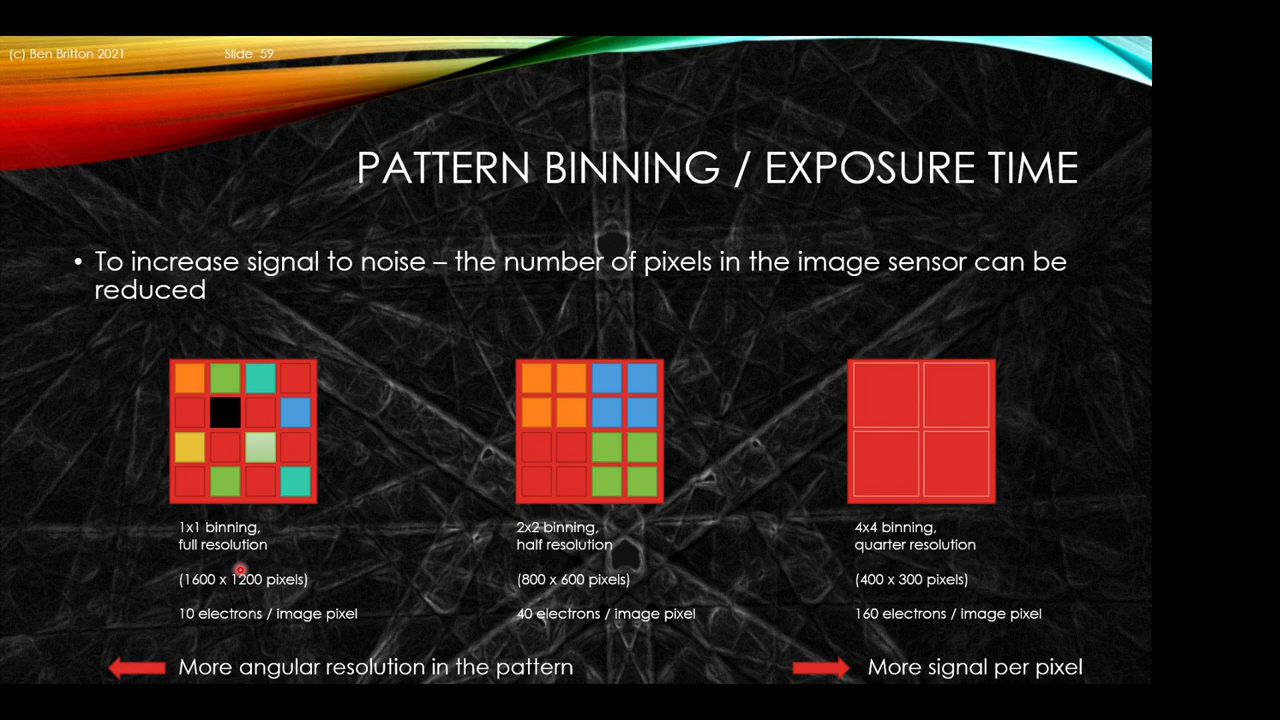 (c) Ben Britton 2021 Slide 59
PATTERN BINNING / EXPOSURE TIME
• To increase signal to noise – the number of pixels in the image sensor can be
reduced
1x1 binning,
full resolution
(1600 x 1200 pixels)
10 electrons / image pixel
2x2 binning,
half resolution
(800 x 600 pixels)
40 electrons / image pixel
4x4 binning,
quarter resolution
(400 x 300 pixels)
160 electrons / image pixel
More angular resolution in the pattern
More signal per pixel